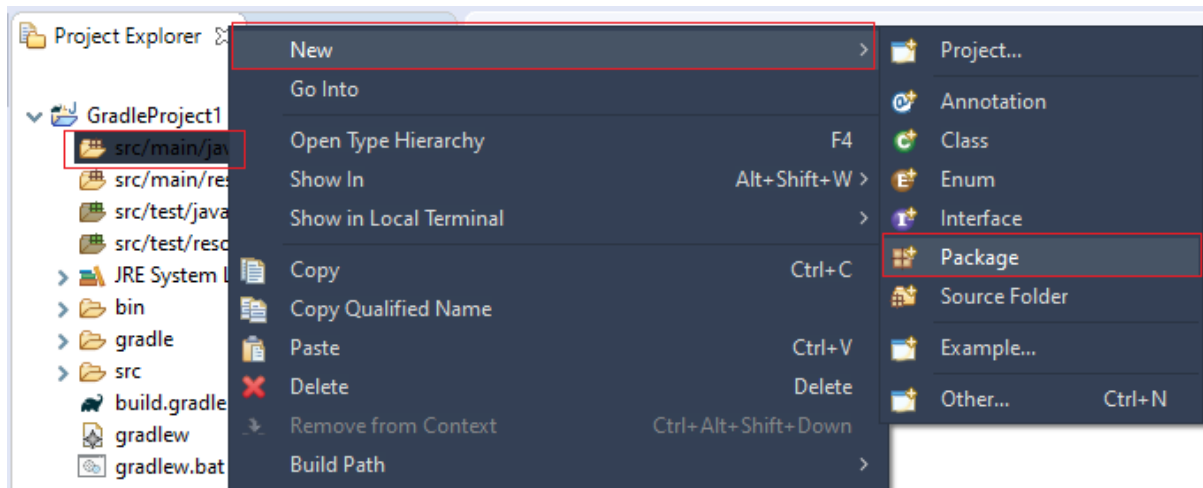 Project Explorer
GradleProject1
src/main/jav
src/main/res
src/test/java
src/test/resc
JRE System L
bin
gradle
src
build.gradle
gradlew
gradlew.bat
New
Go Into
Open Type Hierarchy F4
Show In Alt+Shift+W >
Show in Local Terminal
Copy Ctrl+C
Copy Qualified Name
Paste Ctrl+V
Delete Delete
Remove from Context Ctrl+Alt+Shift+Down
Build Path
Project...
Annotation
Class
Enum
Interface
Package
Source Folder
Example...
Other... Ctrl+N